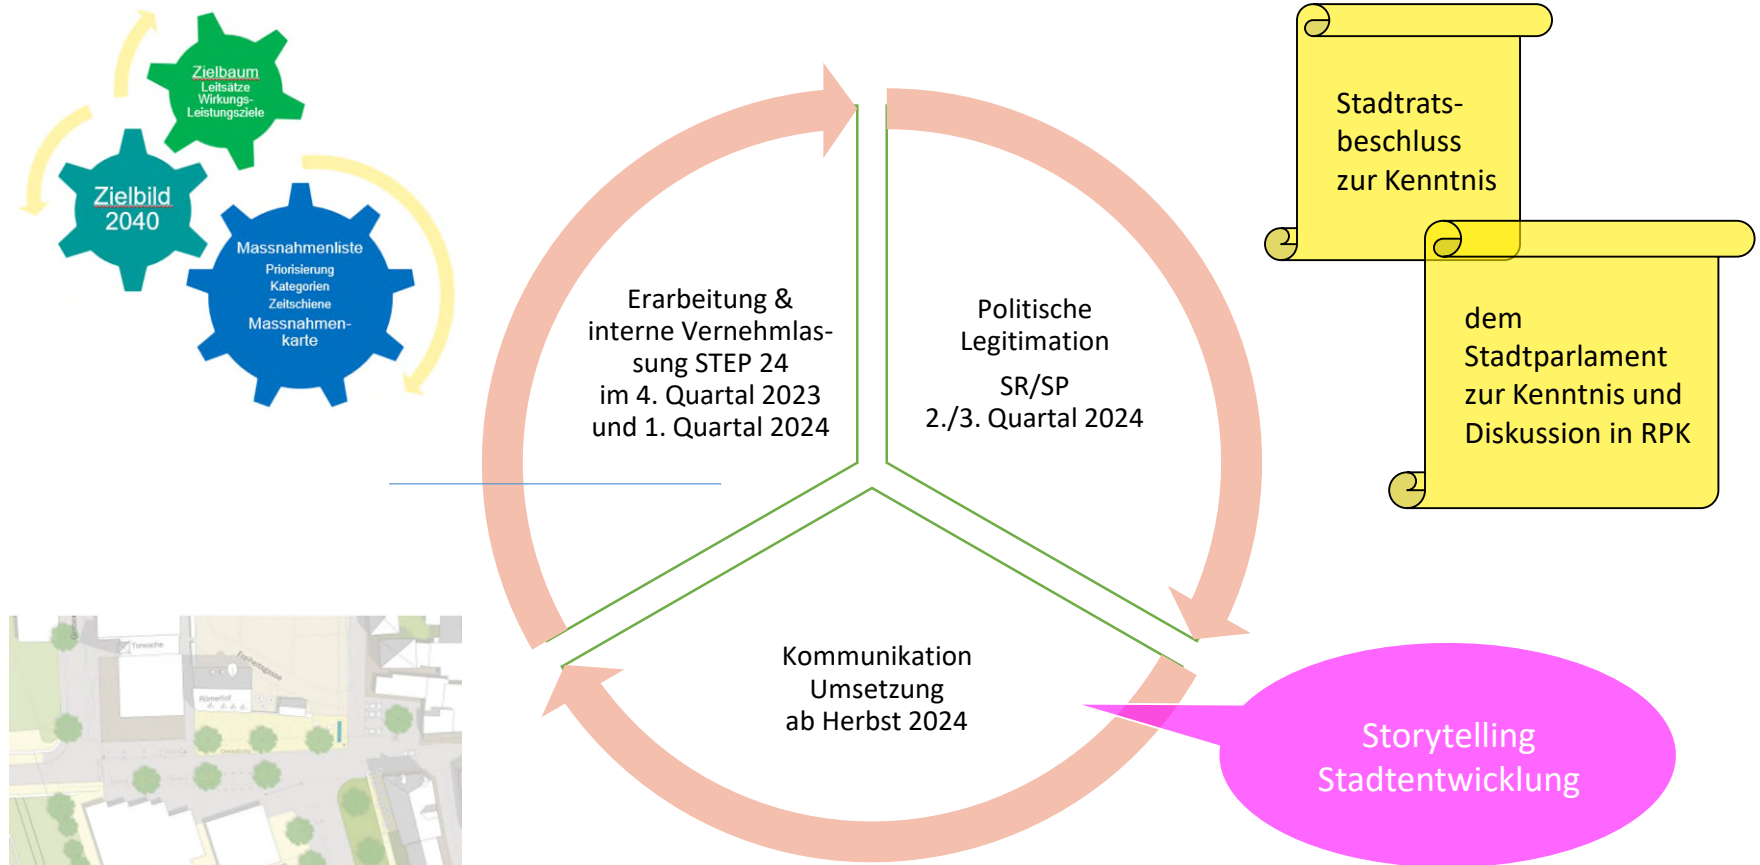 Zielbaum
Leitsätze
Wirkungs-
Leistungsziele
Zielbild
2040
Massnahmenliste
Priorisierung
Kategorien
Zeitschiene
Massnahmen-
karte
Erarbeitung &
interne Vernehmlas-
sung STEP 24
im 4. Quartal 2023
und 1. Quartal 2024
Politische
Legitimation
SR/SP
2./3. Quartal 2024
Stadtrats-
beschluss
zur Kenntnis
dem
Stadtparlament
zur Kenntnis und
Diskussion in RPK
Kommunikation
Umsetzung
ab Herbst 2024
Storytelling
Stadtentwicklung
Torwache
Römerhof